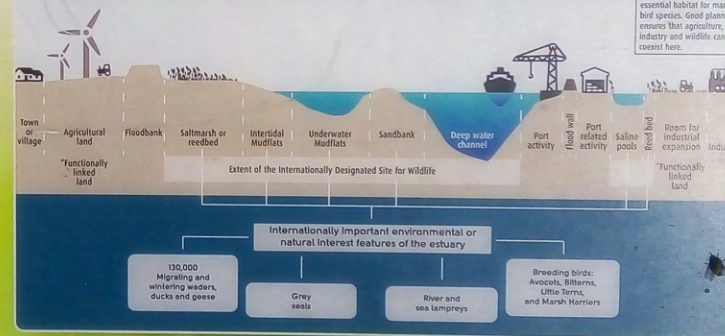 essential habitat for
bird species. Good
ensures that agriculture,
industry and wildlife can
coexist here.
Town
or
village
Agricultural
land
Floodbank
Saltmarsh or
reedbed
Intertidal
Mudflats
Underwater
Mudflats
Sandbank
Deep water
channel
Port
activity
Flood wall
Port
related
activity
Saline
pools
Reed bed
Room for
industrial
expansion
"Functionally
linked
land
Extent of the Internationally Designated Site for Wildlife
"Functionally
linked
land
Internationally important environmental or
natural interest features of the estuary
130,000
Migrating and
wintering waders,
ducks and geese
Grey
seals
River and
sea lampreys
Breeding birds:
Avocets, Bitterns,
Little Terns,
and Marsh Harriers